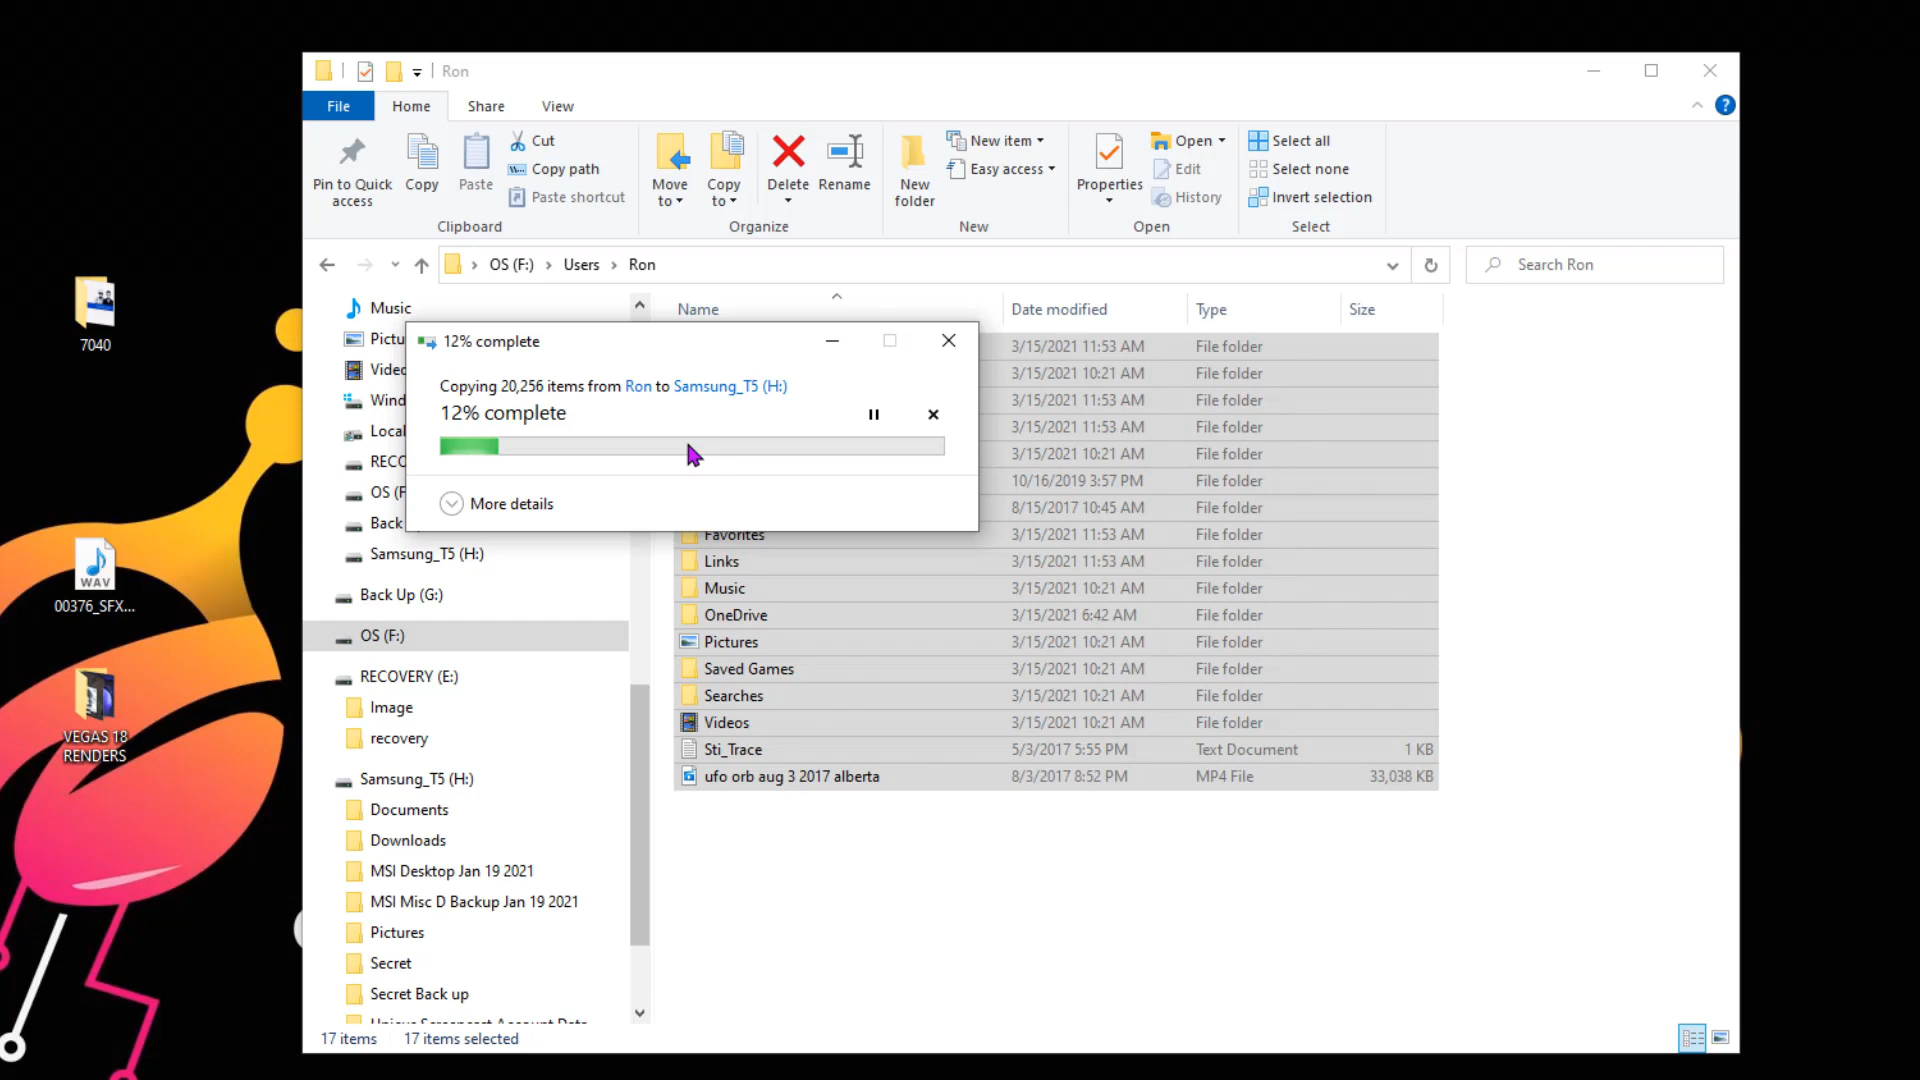 Ron
File
Home
Share
View
Pin to Quick access
Copy
Paste
Cut
Copy path
Paste shortcut
Clipboard
Move to
Copy to
Delete
Rename
Organize
New folder
New item
Easy access
New
Properties
Open
Edit
History
Open
Select all
Select none
Invert selection
Select
OS (F:) > Users > Ron
Search Ron
7040
WAV
00376_SFX...
VEGAS 18
RENDERS
Music
Pictu
Videc
Wind
Local
RECO
OS (F
Back
Samsung_T5 (H:)
Back Up (G:)
OS (F:)
RECOVERY (E:)
Image
recovery
Samsung_T5 (H:)
Documents
Downloads
MSI Desktop Jan 19 2021
MSI Misc D Backup Jan 19 2021
Pictures
Secret
Secret Back up
12% complete
Copying 20,256 items from Ron to Samsung_T5 (H:)
12% complete
More details
Name Date modified Type Size
3/15/2021 11:53 AM File folder
3/15/2021 10:21 AM File folder
3/15/2021 11:53 AM File folder
3/15/2021 11:53 AM File folder
3/15/2021 10:21 AM File folder
10/16/2019 3:57 PM File folder
8/15/2017 10:45 AM File folder
Favorites 3/15/2021 11:53 AM File folder
Links 3/15/2021 11:53 AM File folder
Music 3/15/2021 10:21 AM File folder
OneDrive 3/15/2021 6:42 AM File folder
Pictures 3/15/2021 10:21 AM File folder
Saved Games 3/15/2021 10:21 AM File folder
Searches 3/15/2021 10:21 AM File folder
Videos 3/15/2021 10:21 AM File folder
Sti_Trace 5/3/2017 5:55 PM Text Document 1 KB
ufo orb aug 3 2017 alberta 8/3/2017 8:52 PM MP4 File 33,038 KB
17 items
17 items selected